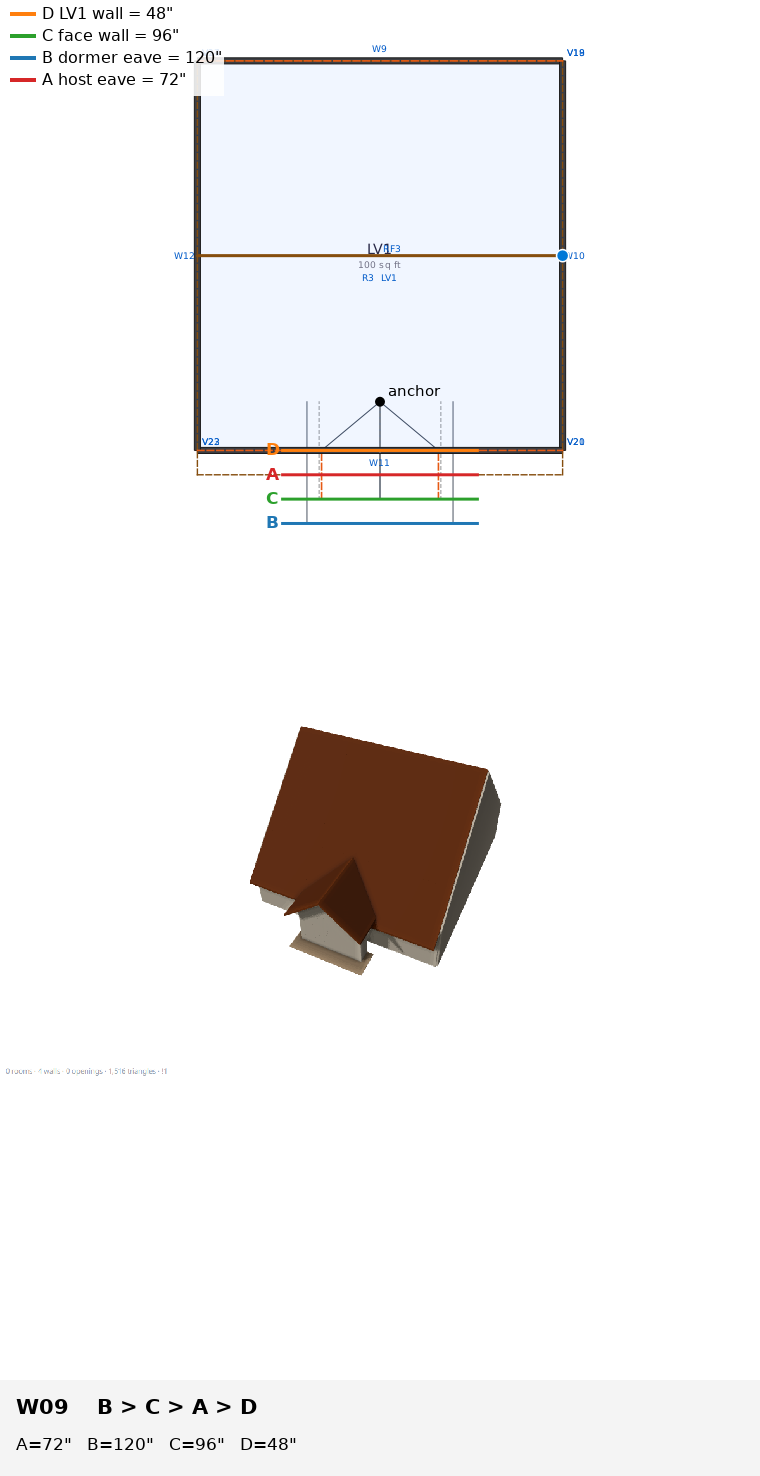 D LV1 wall = 48"
C face wall = 96"
B dormer eave = 120"
A host eave = 72"
W9
W12
LV1
100 sq ft
R3 LV1
anchor
D
W11
A
C
B
W09 B > C > A > D
A=72" B=120" C=96" D=48"